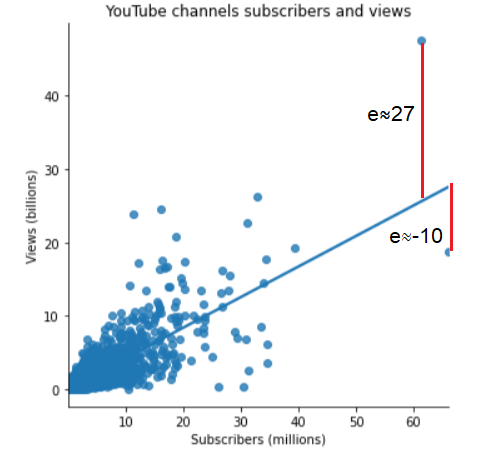 YouTube channels subscribers and views
e≈27
e≈-10
40
30
20
10
0
Views (billions)
10 20 30 40 50 60
Subscribers (millions)